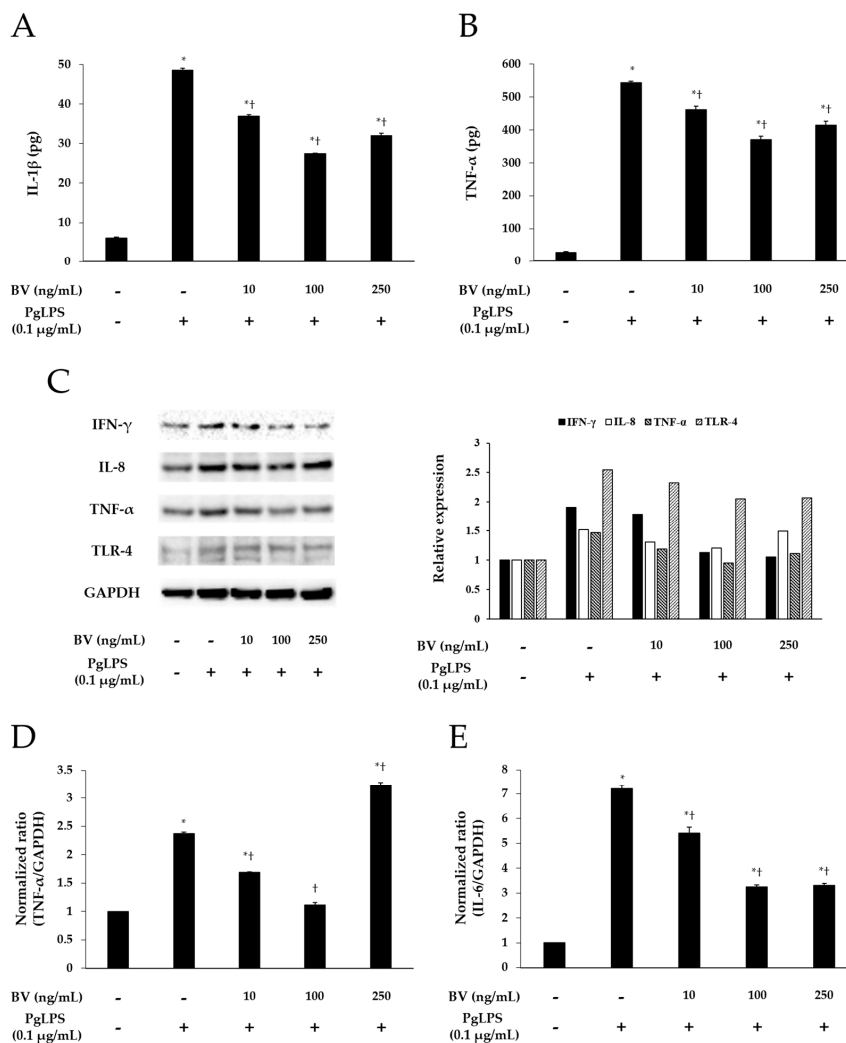 A
IL-1β (pg)
50
40
30
20
10
0
*
*†
*†
*†
BV (ng/mL) - - 10 100 250
PgLPS
(0.1 μg/mL) - + + + +
B
TNF-α (pg)
600
500
400
300
200
100
0
*
*†
*†
*†
BV (ng/mL) - - 10 100 250
PgLPS
(0.1 μg/mL) - + + + +
C
IFN-γ
IL-8
TNF-α
TLR-4
GAPDH
BV (ng/mL) - - 10 100 250
PgLPS
(0.1 μg/mL) - + + + +
IFN-γ IL-8 TNF-α TLR-4
Relative expression
3
2.5
2
1.5
1
0.5
0
BV (ng/mL) - - 10 100 250
PgLPS
(0.1 μg/mL) - + + + +
D
Normalized ratio
(TNF-α/GAPDH)
3.5
3
2.5
2
1.5
1
0.5
0
*
*†
†
*†
BV (ng/mL) - - 10 100 250
PgLPS
(0.1 μg/mL) - + + + +
E
Normalized ratio
(IL-6/GAPDH)
8
7
6
5
4
3
2
1
0
*
*†
*†
*†
BV (ng/mL) - - 10 100 250
PgLPS
(0.1 μg/mL) - + + + +